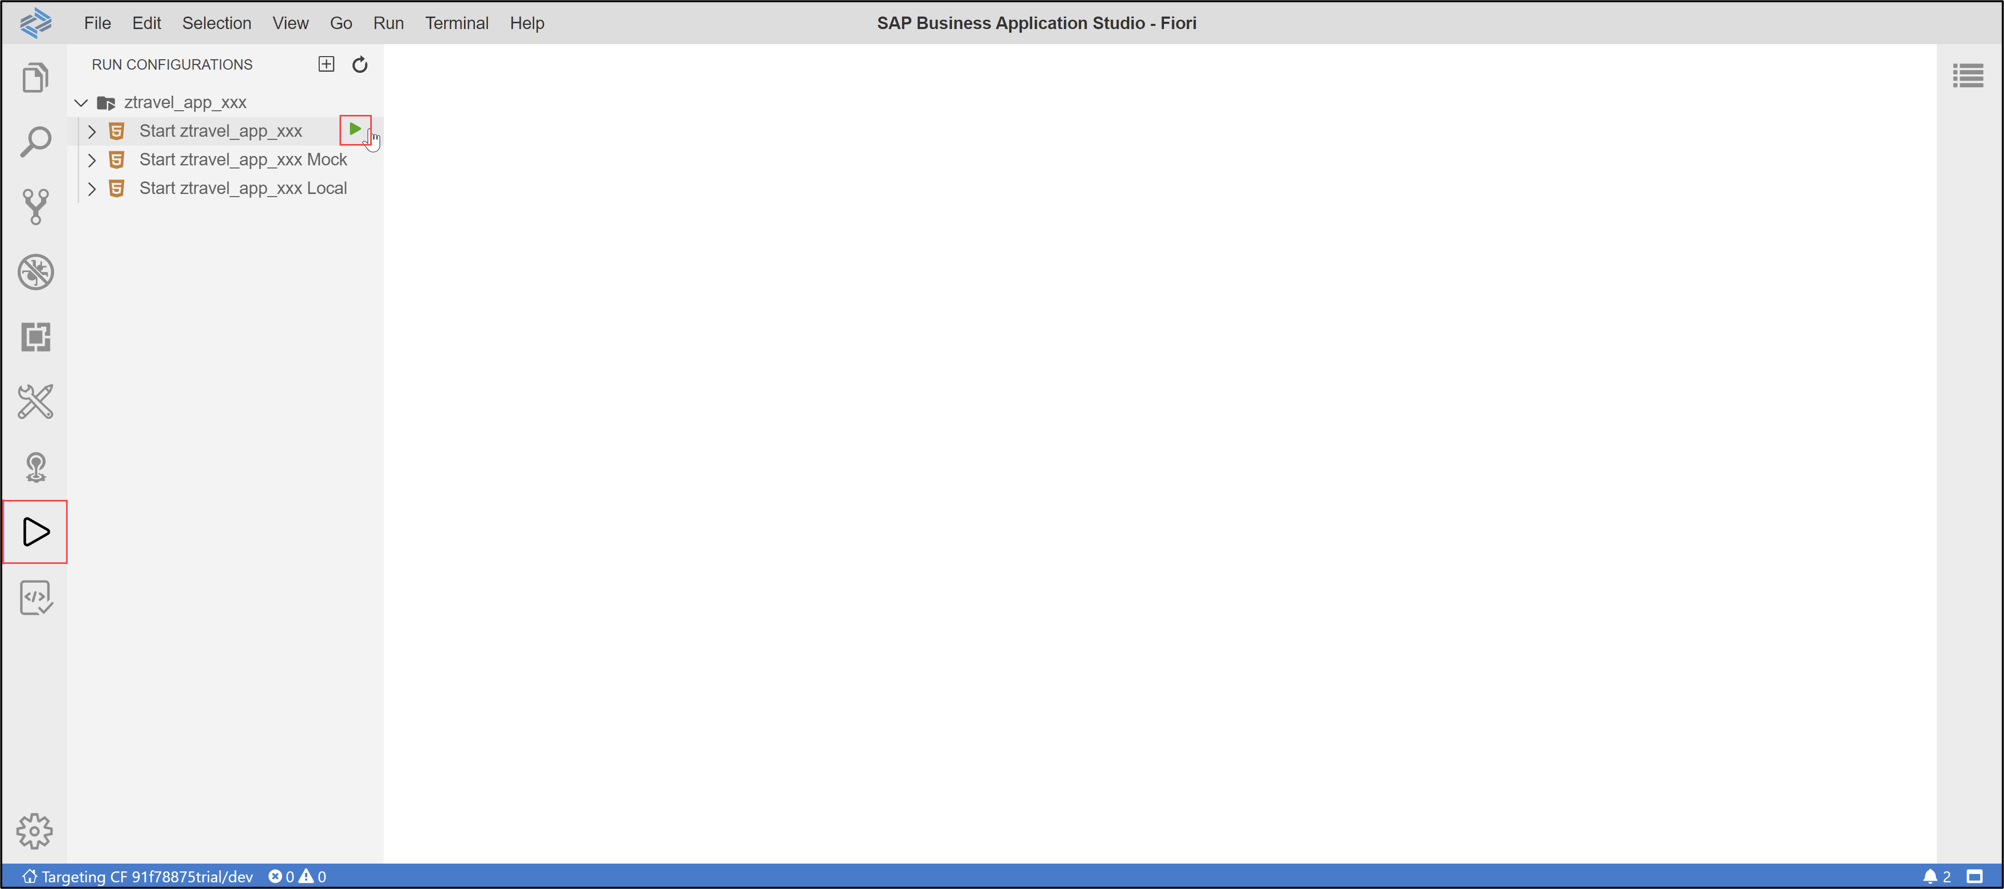 File Edit Selection View Go Run Terminal Help
SAP Business Application Studio - Fiori
RUN CONFIGURATIONS
ztravel_app_xxx
Start ztravel_app_xxx
Start ztravel_app_xxx Mock
Start ztravel_app_xxx Local
Targeting CF 91f78875trial/dev 0 0
2